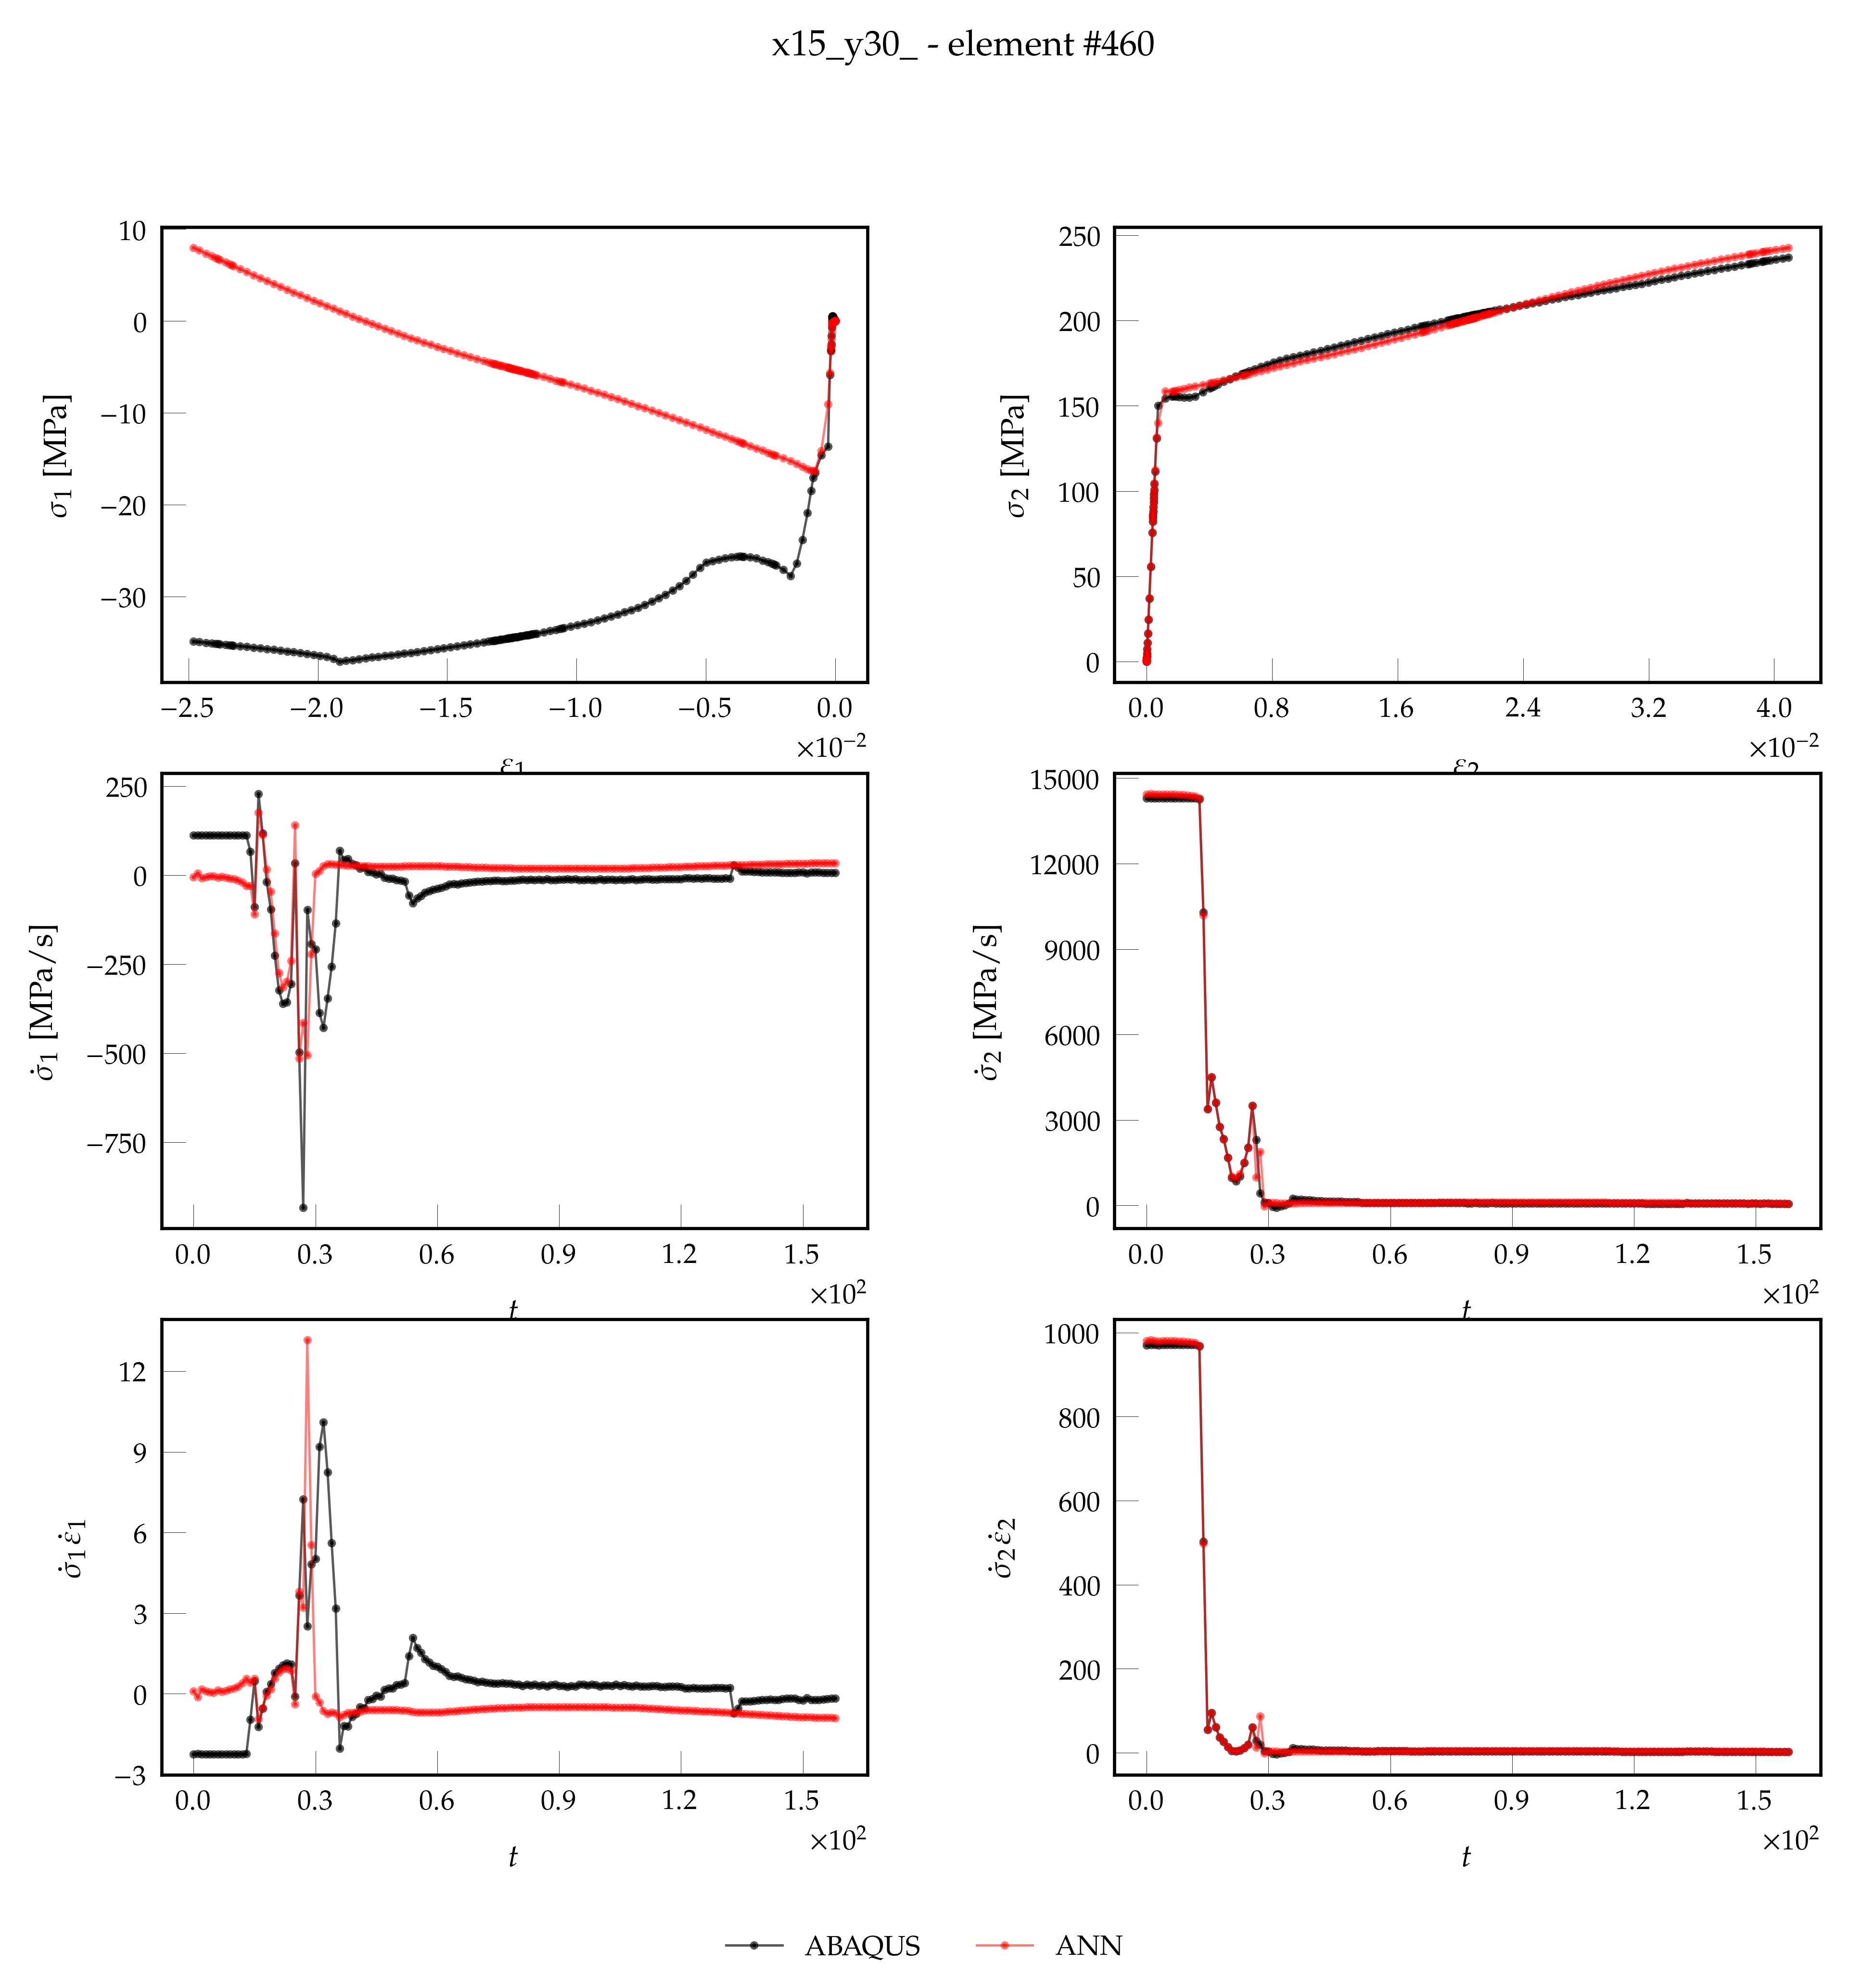 x15_y30_ - element #460
10
0
−10
−20
−30
σ1 [MPa]
−2.5 −2.0 −1.5 −1.0 −0.5 0.0
×10−2
ε1
250
200
150
100
50
0
σ2 [MPa]
0.0 0.8 1.6 2.4 3.2 4.0
×10−2
ε2
250
0
−250
−500
−750
σ̇1 [MPa/s]
0.0 0.3 0.6 0.9 1.2 1.5
×102
t
15000
12000
9000
6000
3000
0
σ̇2 [MPa/s]
0.0 0.3 0.6 0.9 1.2 1.5
×102
t
12
9
6
3
0
−3
σ̇1ε̇1
0.0 0.3 0.6 0.9 1.2 1.5
×102
t
1000
800
600
400
200
0
σ̇2ε̇2
0.0 0.3 0.6 0.9 1.2 1.5
×102
t
ABAQUS ANN